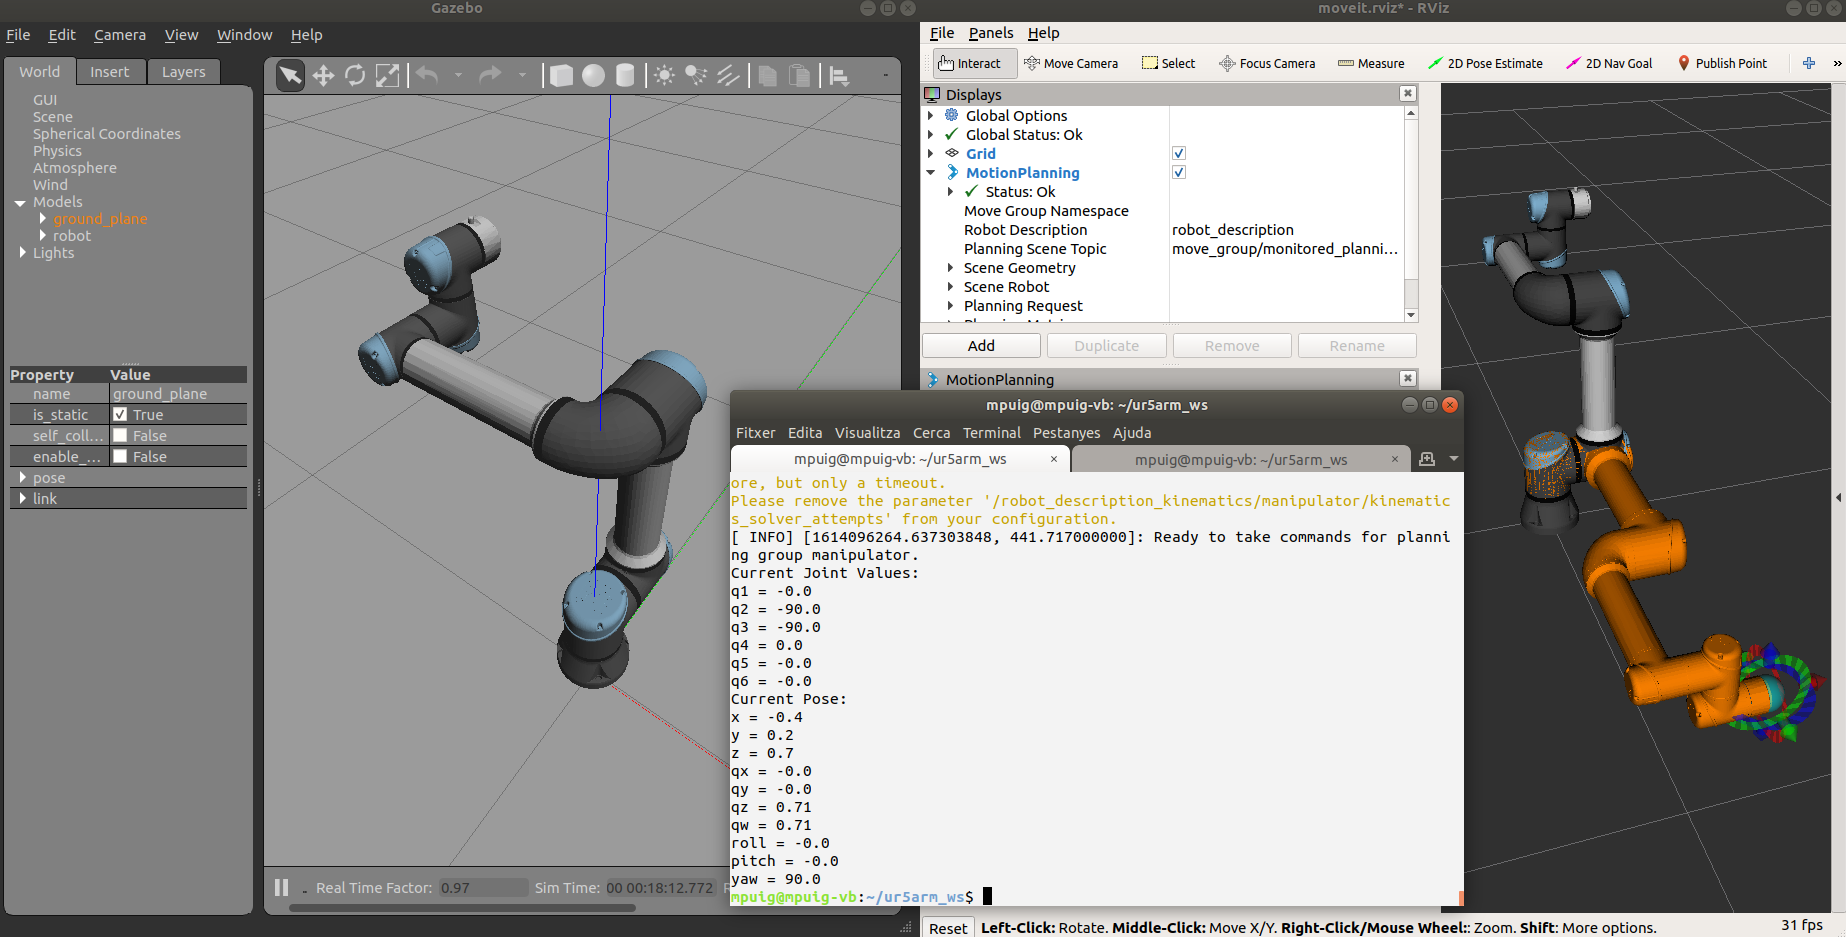 Gazebo
File Edit Camera View Window Help
World Insert Layers
GUI
Scene
Spherical Coordinates
Physics
Atmosphere
Wind
Models
ground_plane
robot
Lights
Property Value
name ground_plane
is_static True
self_coll... False
enable_... False
pose
link
Real Time Factor: 0.97 Sim Time: 00 00:18:12.772
moveit.rviz* - RViz
File Panels Help
Interact Move Camera Select Focus Camera Measure 2D Pose Estimate 2D Nav Goal Publish Point
Displays
Global Options
Global Status: Ok
Grid
MotionPlanning
Status: Ok
Move Group Namespace
Robot Description robot_description
Planning Scene Topic move_group/monitored_planni...
Scene Geometry
Scene Robot
Planning Request
Add Duplicate Remove Rename
MotionPlanning
mpuig@mpuig-vb: ~/ur5arm_ws
Fitxer Edita Visualitza Cerca Terminal Pestanyes Ajuda
mpuig@mpuig-vb: ~/ur5arm_ws mpuig@mpuig-vb: ~/ur5arm_ws
ore, but only a timeout.
Please remove the parameter '/robot_description_kinematics/manipulator/kinematic
s_solver_attempts' from your configuration.
[ INFO] [1614096264.637303848, 441.717000000]: Ready to take commands for planni
ng group manipulator.
Current Joint Values:
q1 = -0.0
q2 = -90.0
q3 = -90.0
q4 = 0.0
q5 = -0.0
q6 = -0.0
Current Pose:
x = -0.4
y = 0.2
z = 0.7
qx = -0.0
qy = -0.0
qz = 0.71
qw = 0.71
roll = -0.0
pitch = -0.0
yaw = 90.0
mpuig@mpuig-vb:~/ur5arm_ws$
Reset Left-Click: Rotate. Middle-Click: Move X/Y. Right-Click/Mouse Wheel:: Zoom. Shift: More options. 31 fps